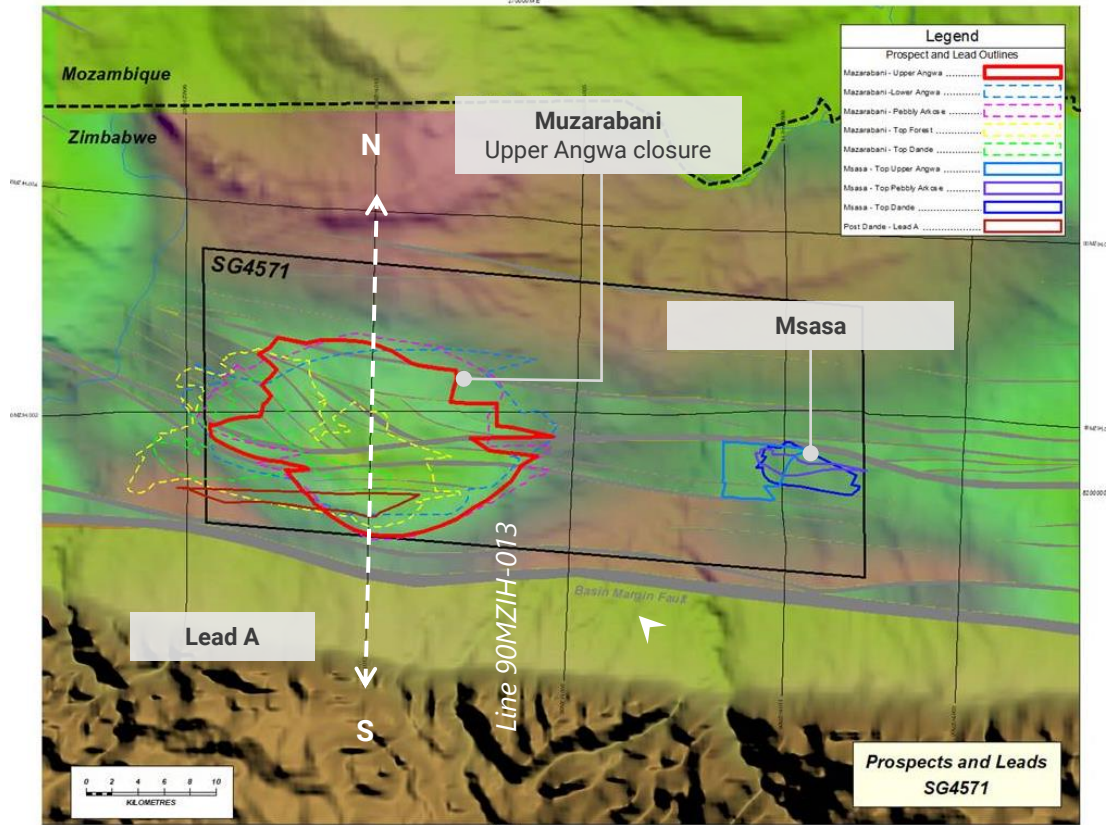 Mozambique
Zimbabwe
N
Muzarabani
Upper Angwa closure
Legend
Prospect and Lead Outlines
Mazarabani - Upper Angwa
Mazarabani -Lower Angwa
Mazarabani - Pebbly Arkose
Mazarabani - Top Forest
Mazarabani - Top Dande
Msasa - Top Upper Angwa
Msasa - Top Pebbly Arkose
Msasa - Top Dande
Post Dande - Lead A
SG4571
Msasa
Line 90MZIH-013
Basin Margin Fault
Lead A
S
0 2 4 6 8 10
KILOMETRES
Prospects and Leads
SG4571